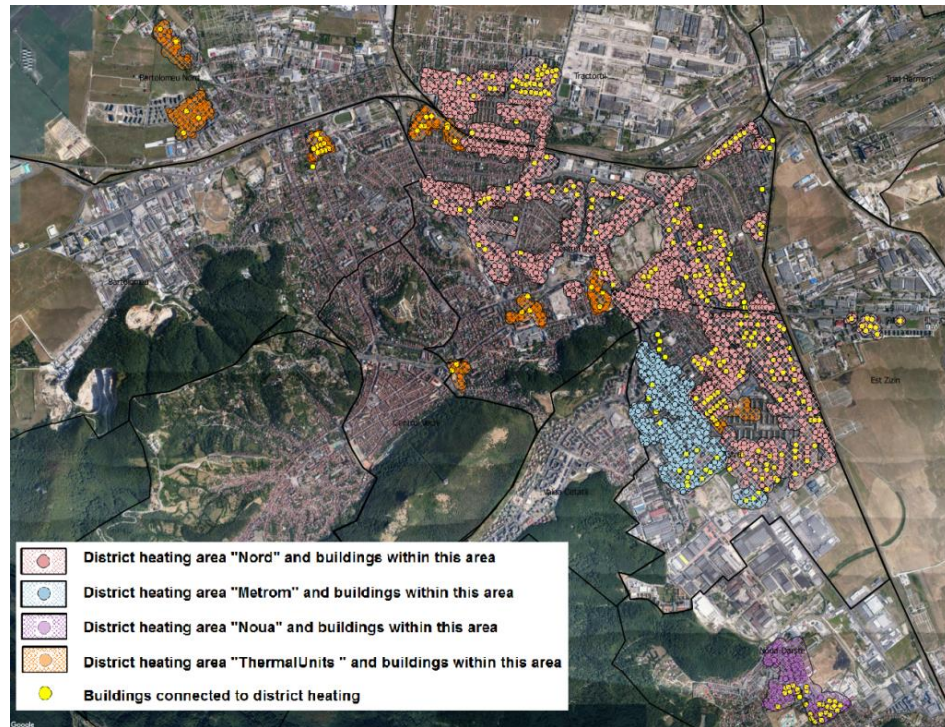 Bartolomeu Nord
Tractorul
Est Zizin
District heating area "Nord" and buildings within this area
District heating area "Metrom" and buildings within this area
District heating area "Noua" and buildings within this area
District heating area "ThermalUnits " and buildings within this area
Buildings connected to district heating
Google